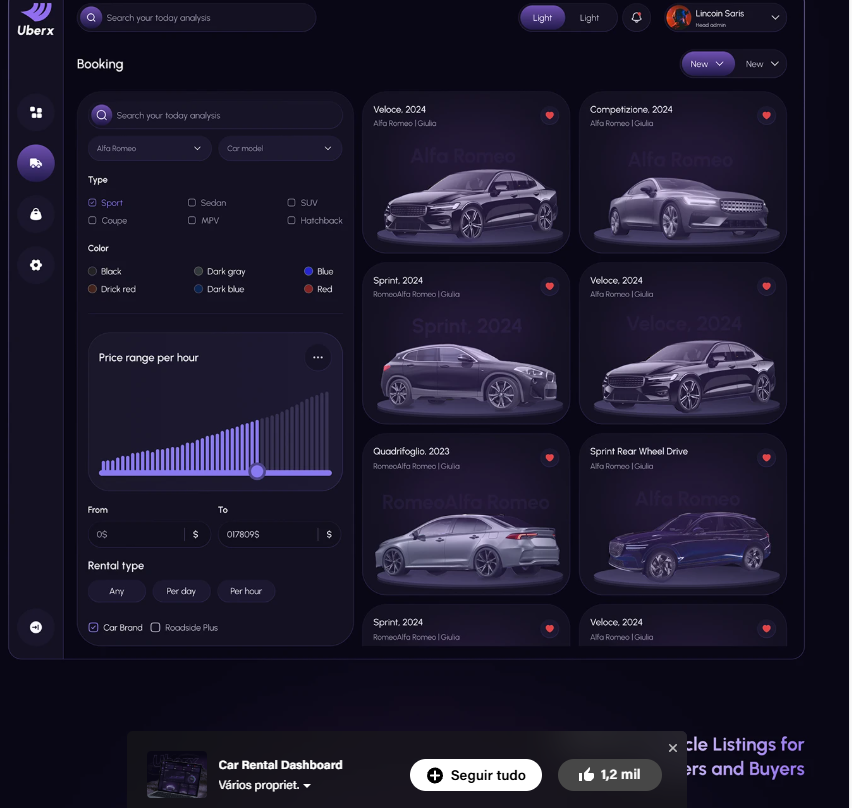 Uberx
Search your today analysis
Light
Light
Lincoin Saris
Head admin
Booking
New
New
Search your today analysis
Alfa Romeo
Car model
Type
Sport
Sedan
SUV
Coupe
MPV
Hatchback
Color
Black
Dark gray
Blue
Drick red
Dark blue
Red
Price range per hour
From
To
0$
$
017809$
$
Rental type
Any
Per day
Per hour
Car Brand
Roadside Plus
Veloce, 2024
Alfa Romeo | Giulia
Alfa Romeo
Competizione, 2024
Alfa Romeo | Giulia
Alfa Romeo
Sprint, 2024
RomeoAlfa Romeo | Giulia
Sprint, 2024
Veloce, 2024
Alfa Romeo | Giulia
Veloce, 2024
Quadrifoglio, 2023
RomeoAlfa Romeo | Giulia
RomeoAlfa Romeo
Sprint Rear Wheel Drive
Alfa Romeo | Giulia
Alfa Romeo
Sprint, 2024
RomeoAlfa Romeo | Giulia
Veloce, 2024
Alfa Romeo | Giulia
cle Listings for
ers and Buyers
Car Rental Dashboard
Vários propriet.
Seguir tudo
1,2 mil